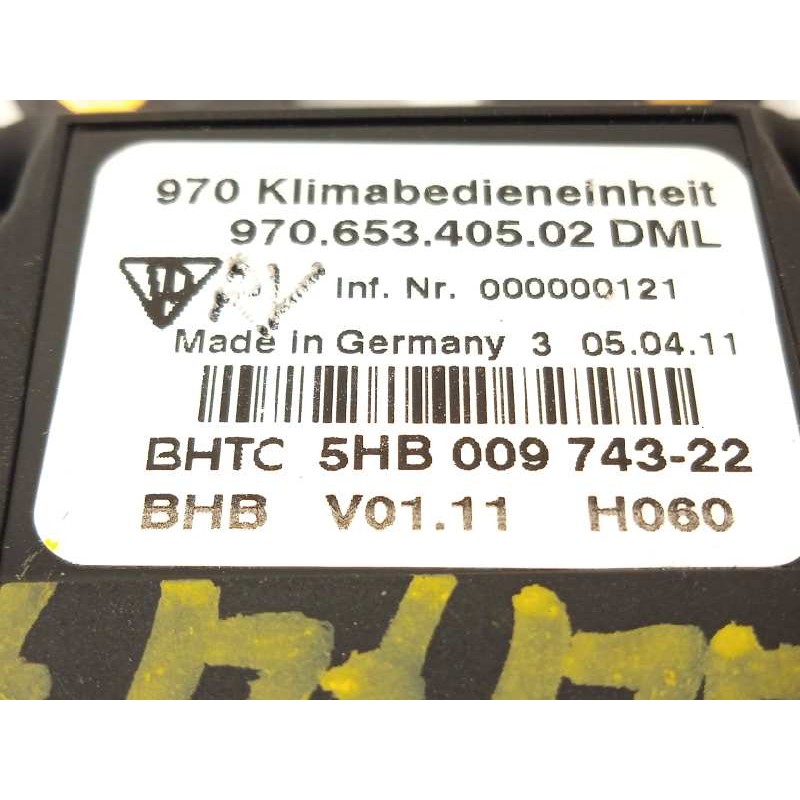 970 Klimabedieneinheit
970.653.405.02 DML
RV Inf. Nr. 000000121
Made in Germany 3 05.04.11
BHTC 5HB 009 743-22
BHB V01.11 H060